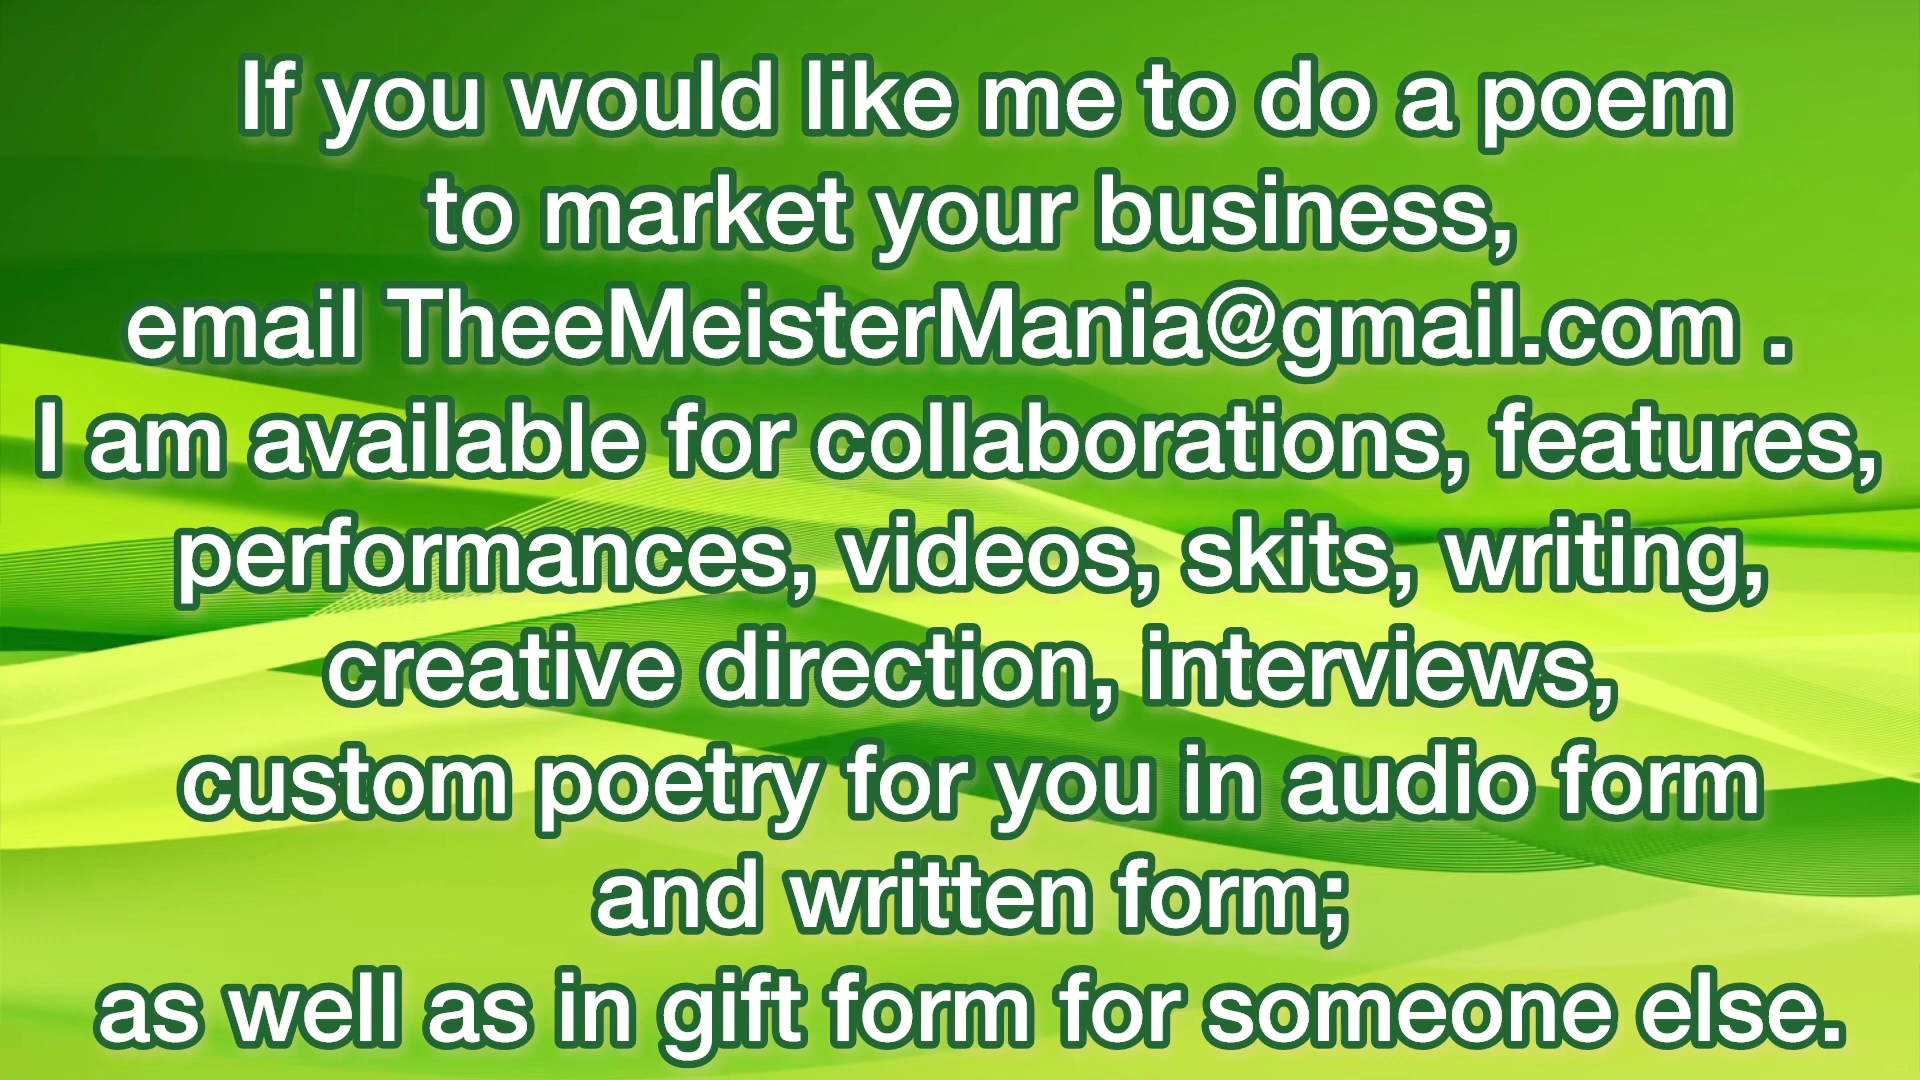 If you would like me to do a poem
to market your business,
email TheeMeisterMania@gmail.com .
I am available for collaborations, features,
performances, videos, skits, writing,
creative direction, interviews,
custom poetry for you in audio form
and written form;
as well as in gift form for someone else.